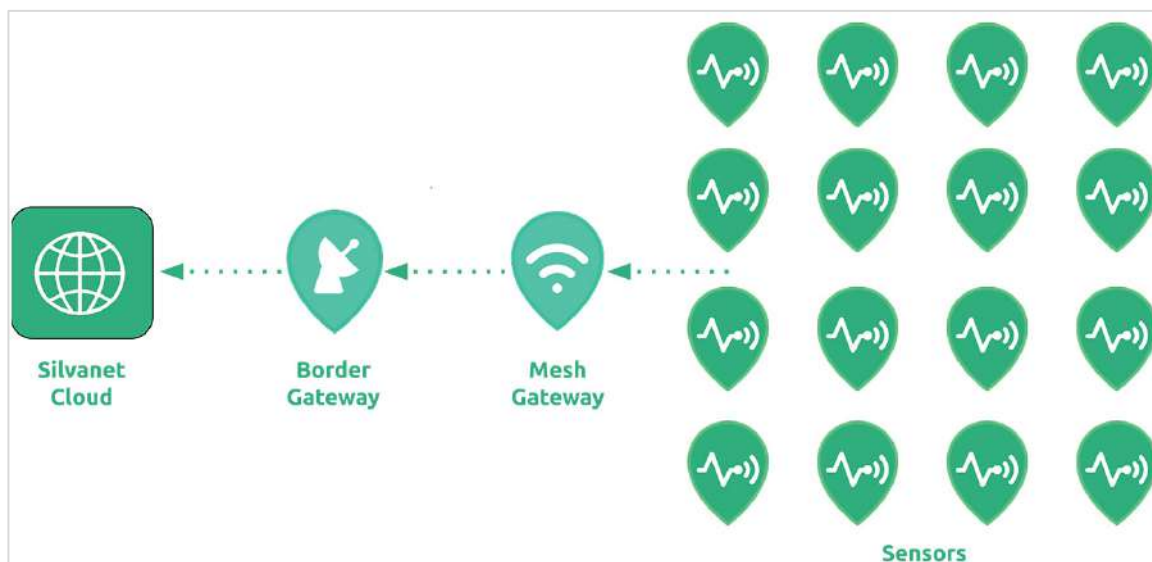 Silvanet
Cloud
Border
Gateway
Mesh
Gateway
Sensors